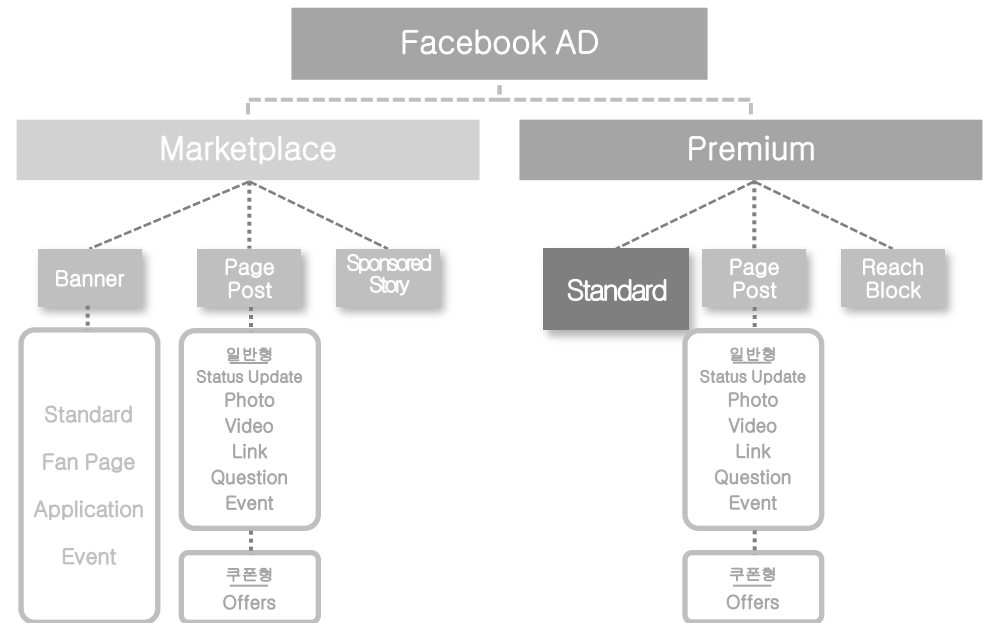 Facebook AD
Marketplace
Premium
Banner
Page
Post
Sponsored
Story
Standard
Page
Post
Reach
Block
Standard
Fan Page
Application
Event
일반형
Status Update
Photo
Video
Link
Question
Event
쿠폰형
Offers
일반형
Status Update
Photo
Video
Link
Question
Event
쿠폰형
Offers